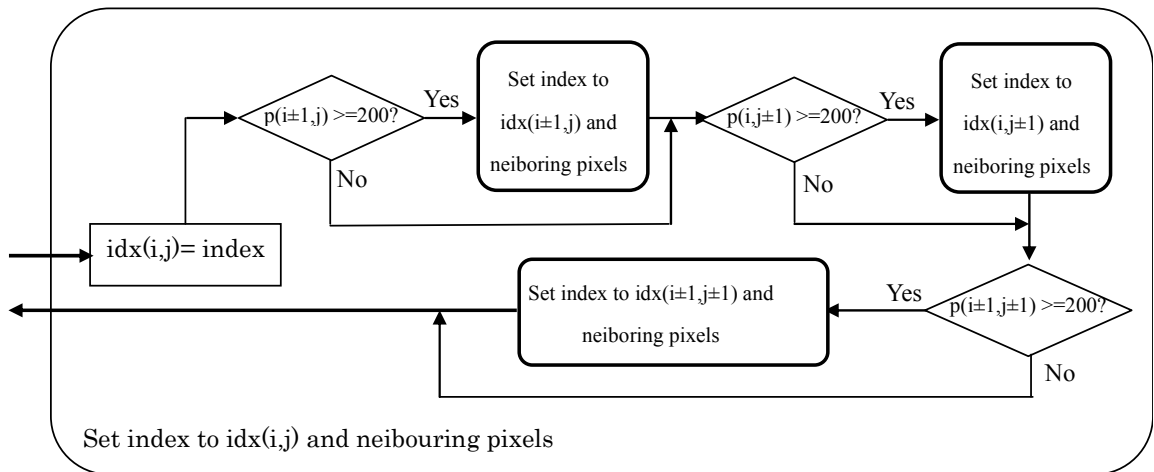 p(i±1,j) >=200?
Yes
No
Set index to
idx(i±1,j) and
neiboring pixels
p(i,j±1) >=200?
Yes
No
Set index to
idx(i,j±1) and
neiboring pixels
idx(i,j)= index
Set index to idx(i±1,j±1) and
neiboring pixels
Yes
p(i±1,j±1) >=200?
No
Set index to idx(i,j) and neibouring pixels